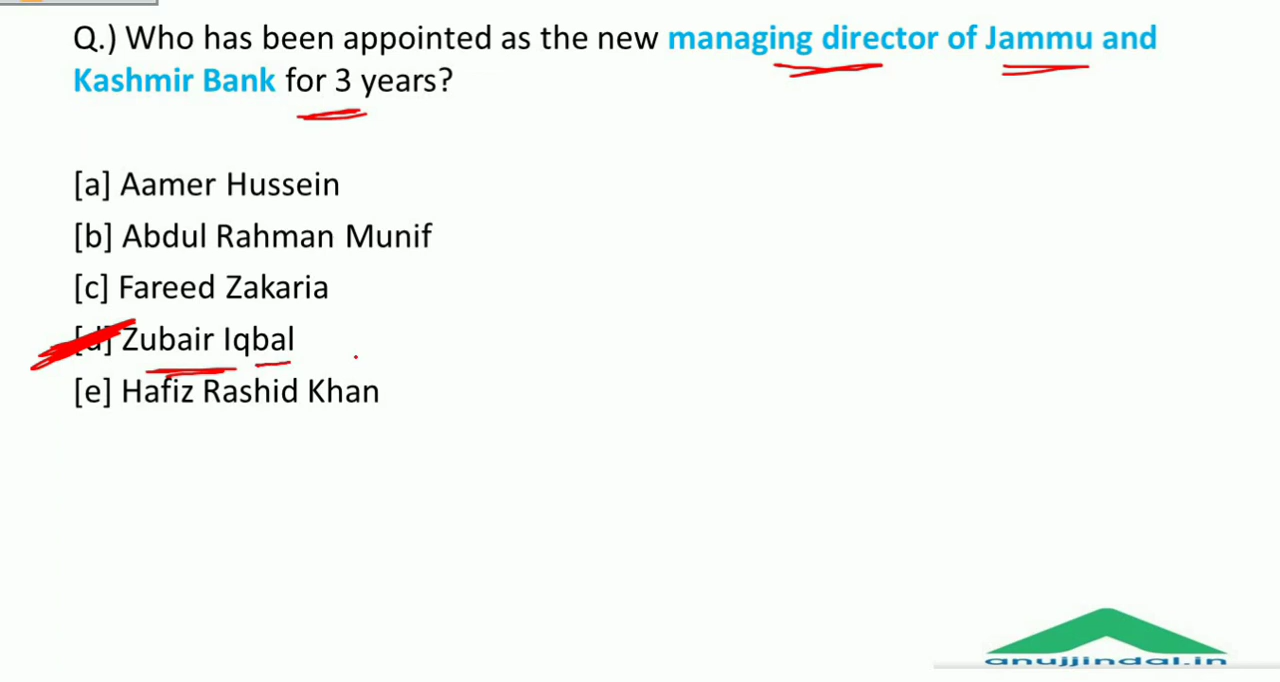 Q.) Who has been appointed as the new managing director of Jammu and
Kashmir Bank for 3 years?
[a] Aamer Hussein
[b] Abdul Rahman Munif
[c] Fareed Zakaria
[d] Zubair Iqbal
[e] Hafiz Rashid Khan
anujjindal.in